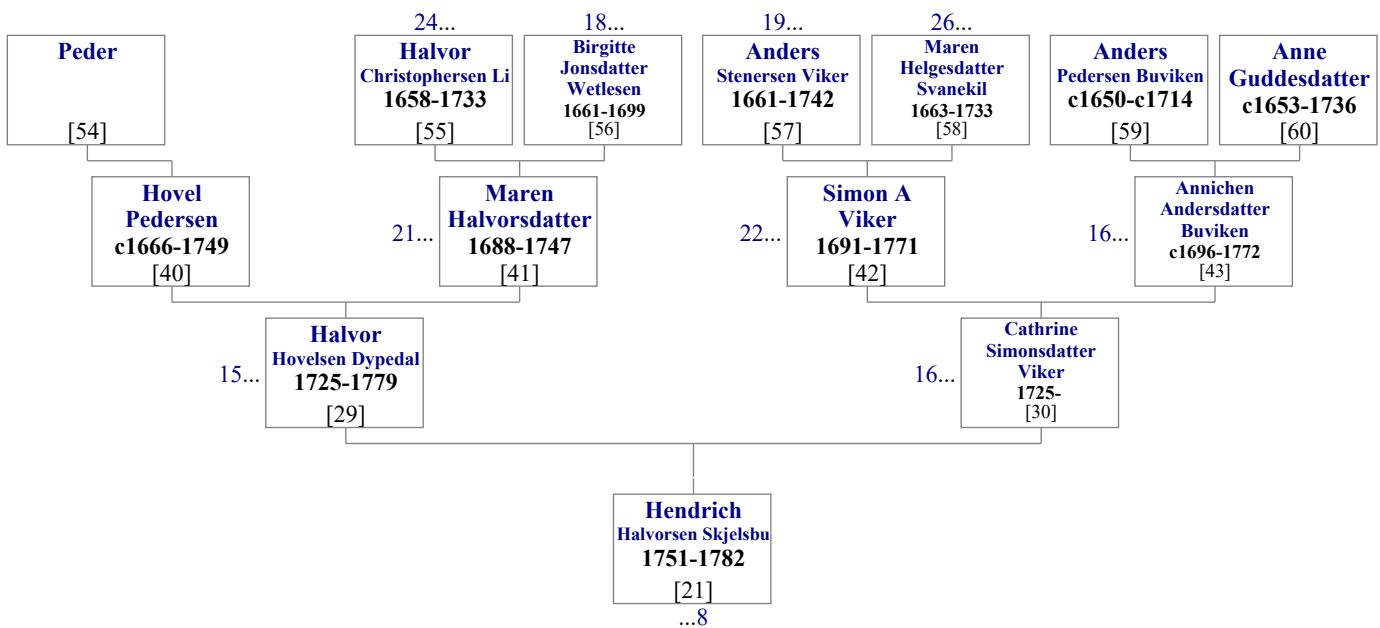 24...
18...
19...
26...
Peder
[54]
Halvor
Christophersen Li
1658-1733
[55]
Birgitte
Jonsdatter
Wetlesen
1661-1699
[56]
Anders
Stenersen Viker
1661-1742
[57]
Maren
Helgesdatter
Svanekil
1663-1733
[58]
Anders
Pedersen Buviken
c1650-c1714
[59]
Anne
Guddesdatter
c1653-1736
[60]
Hovel
Pedersen
c1666-1749
[40]
21...
Maren
Halvorsdatter
1688-1747
[41]
22...
Simon A
Viker
1691-1771
[42]
16...
Annichen
Andersdatter
Buviken
c1696-1772
[43]
15...
Halvor
Hovelsen Dypedal
1725-1779
[29]
16...
Cathrine
Simonsdatter
Viker
1725-
[30]
Hendrich
Halvorsen Skjelsbu
1751-1782
[21]
...8